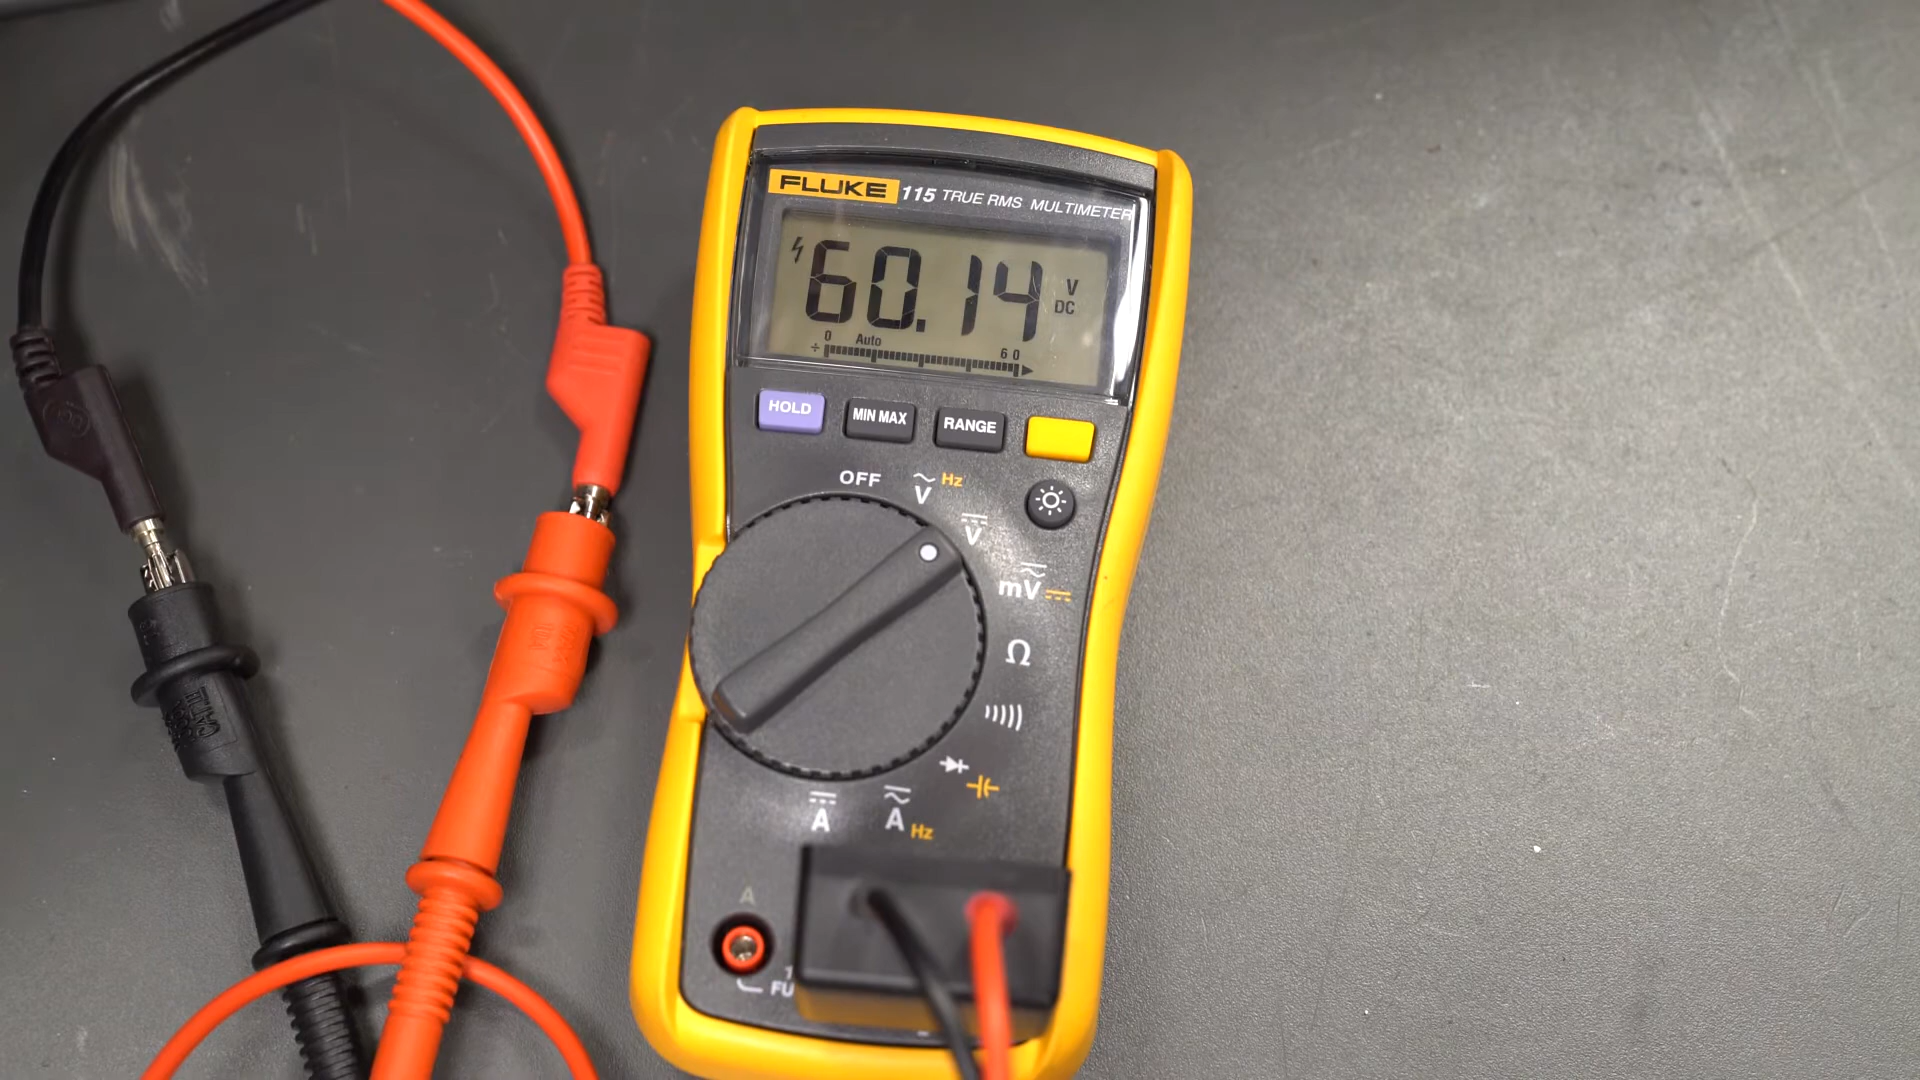 FLUKE 115 TRUE RMS MULTIMETER
60.14 V DC
0 Auto 60
HOLD MIN MAX RANGE
OFF V Hz
V
mV
Ω
A
A Hz
A
FU